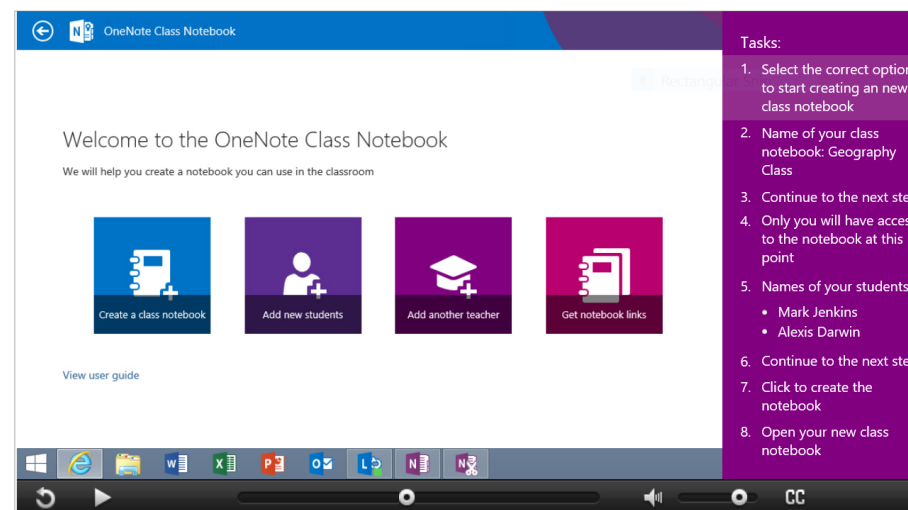 OneNote Class Notebook
Welcome to the OneNote Class Notebook
We will help you create a notebook you can use in the classroom
Create a class notebook
Add new students
Add another teacher
Get notebook links
View user guide
Tasks:
1. Select the correct option
to start creating an new
class notebook
2. Name of your class
notebook: Geography
Class
3. Continue to the next ste
4. Only you will have acces
to the notebook at this
point
5. Names of your students
• Mark Jenkins
• Alexis Darwin
6. Continue to the next ste
7. Click to create the
notebook
8. Open your new class
notebook
CC